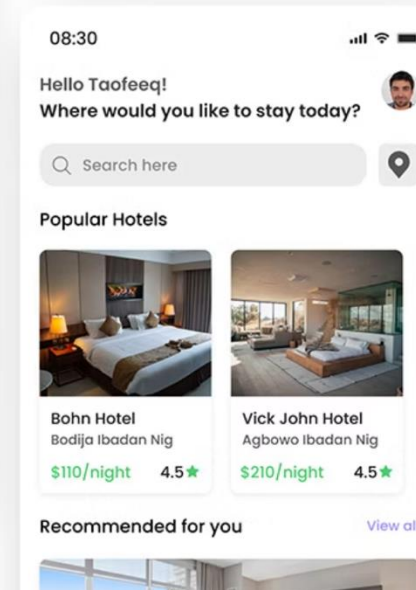 08:30
Hello Taofeeq!
Where would you like to stay today?
Search here
Popular Hotels
Bohn Hotel
Bodija Ibadan Nig
$110/night 4.5
Vick John Hotel
Agbowo Ibadan Nig
$210/night 4.5
Recommended for you
View al